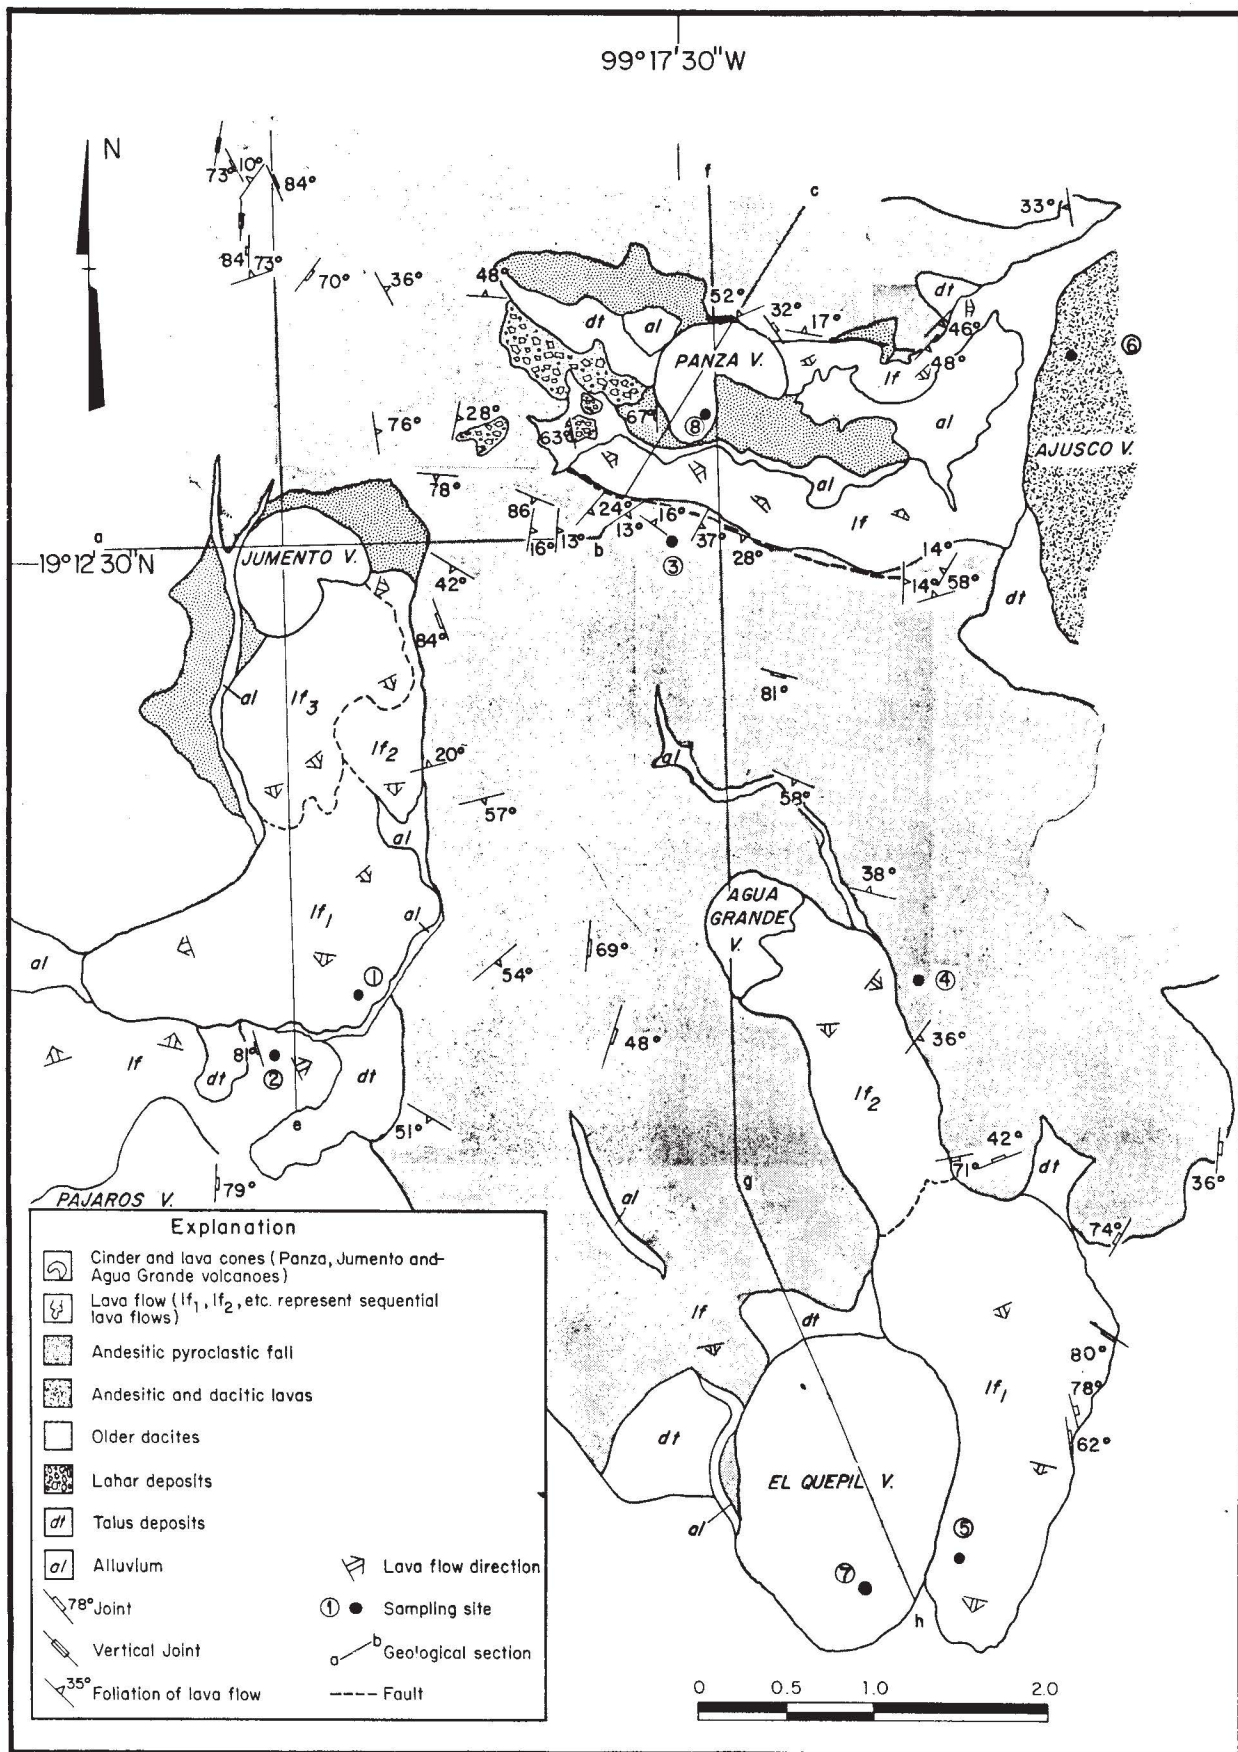 99°17'30"W
N
f
c
73°
10°
84°
33°
84°
73°
70°
36°
48°
52°
32°
17°
dt
dt
al
46°
PANZA V.
48°
lf
6
76°
28°
67°
8
63°
al
AJUSCO V.
78°
al
lf
86
24°
16°
13°
16°
13°
b
37°
28°
14°
a
19°12'30"N
JUMENTO V.
3
14°
58°
dt
42°
84°
al
lf3
81°
lf2
20°
al
58°
57°
al
38°
AGUA
GRANDE
V.
lf1
al
69°
al
1
54°
4
48°
36°
lf
81°
dt
2
dt
lf2
e
51°
42°
71°
dt
36°
PAJAROS V.
79°
g
al
74°
Explanation
Cinder and lava cones (Panza, Jumento and-
Agua Grande volcanoes)
Lava flow (lf1, lf2, etc. represent sequential
lava flows)
Andesitic pyroclastic fall
Andesitic and dacitic lavas
Older dacites
Lahar deposits
dt Talus deposits
al Alluvium
Lava flow direction
78° Joint
1 Sampling site
Vertical Joint
a b Geological section
35° Foliation of lava flow
Fault
lf
dt
80°
lf1
78°
dt
62°
EL QUEPIL V.
al
5
7
h
0 0.5 1.0 2.0